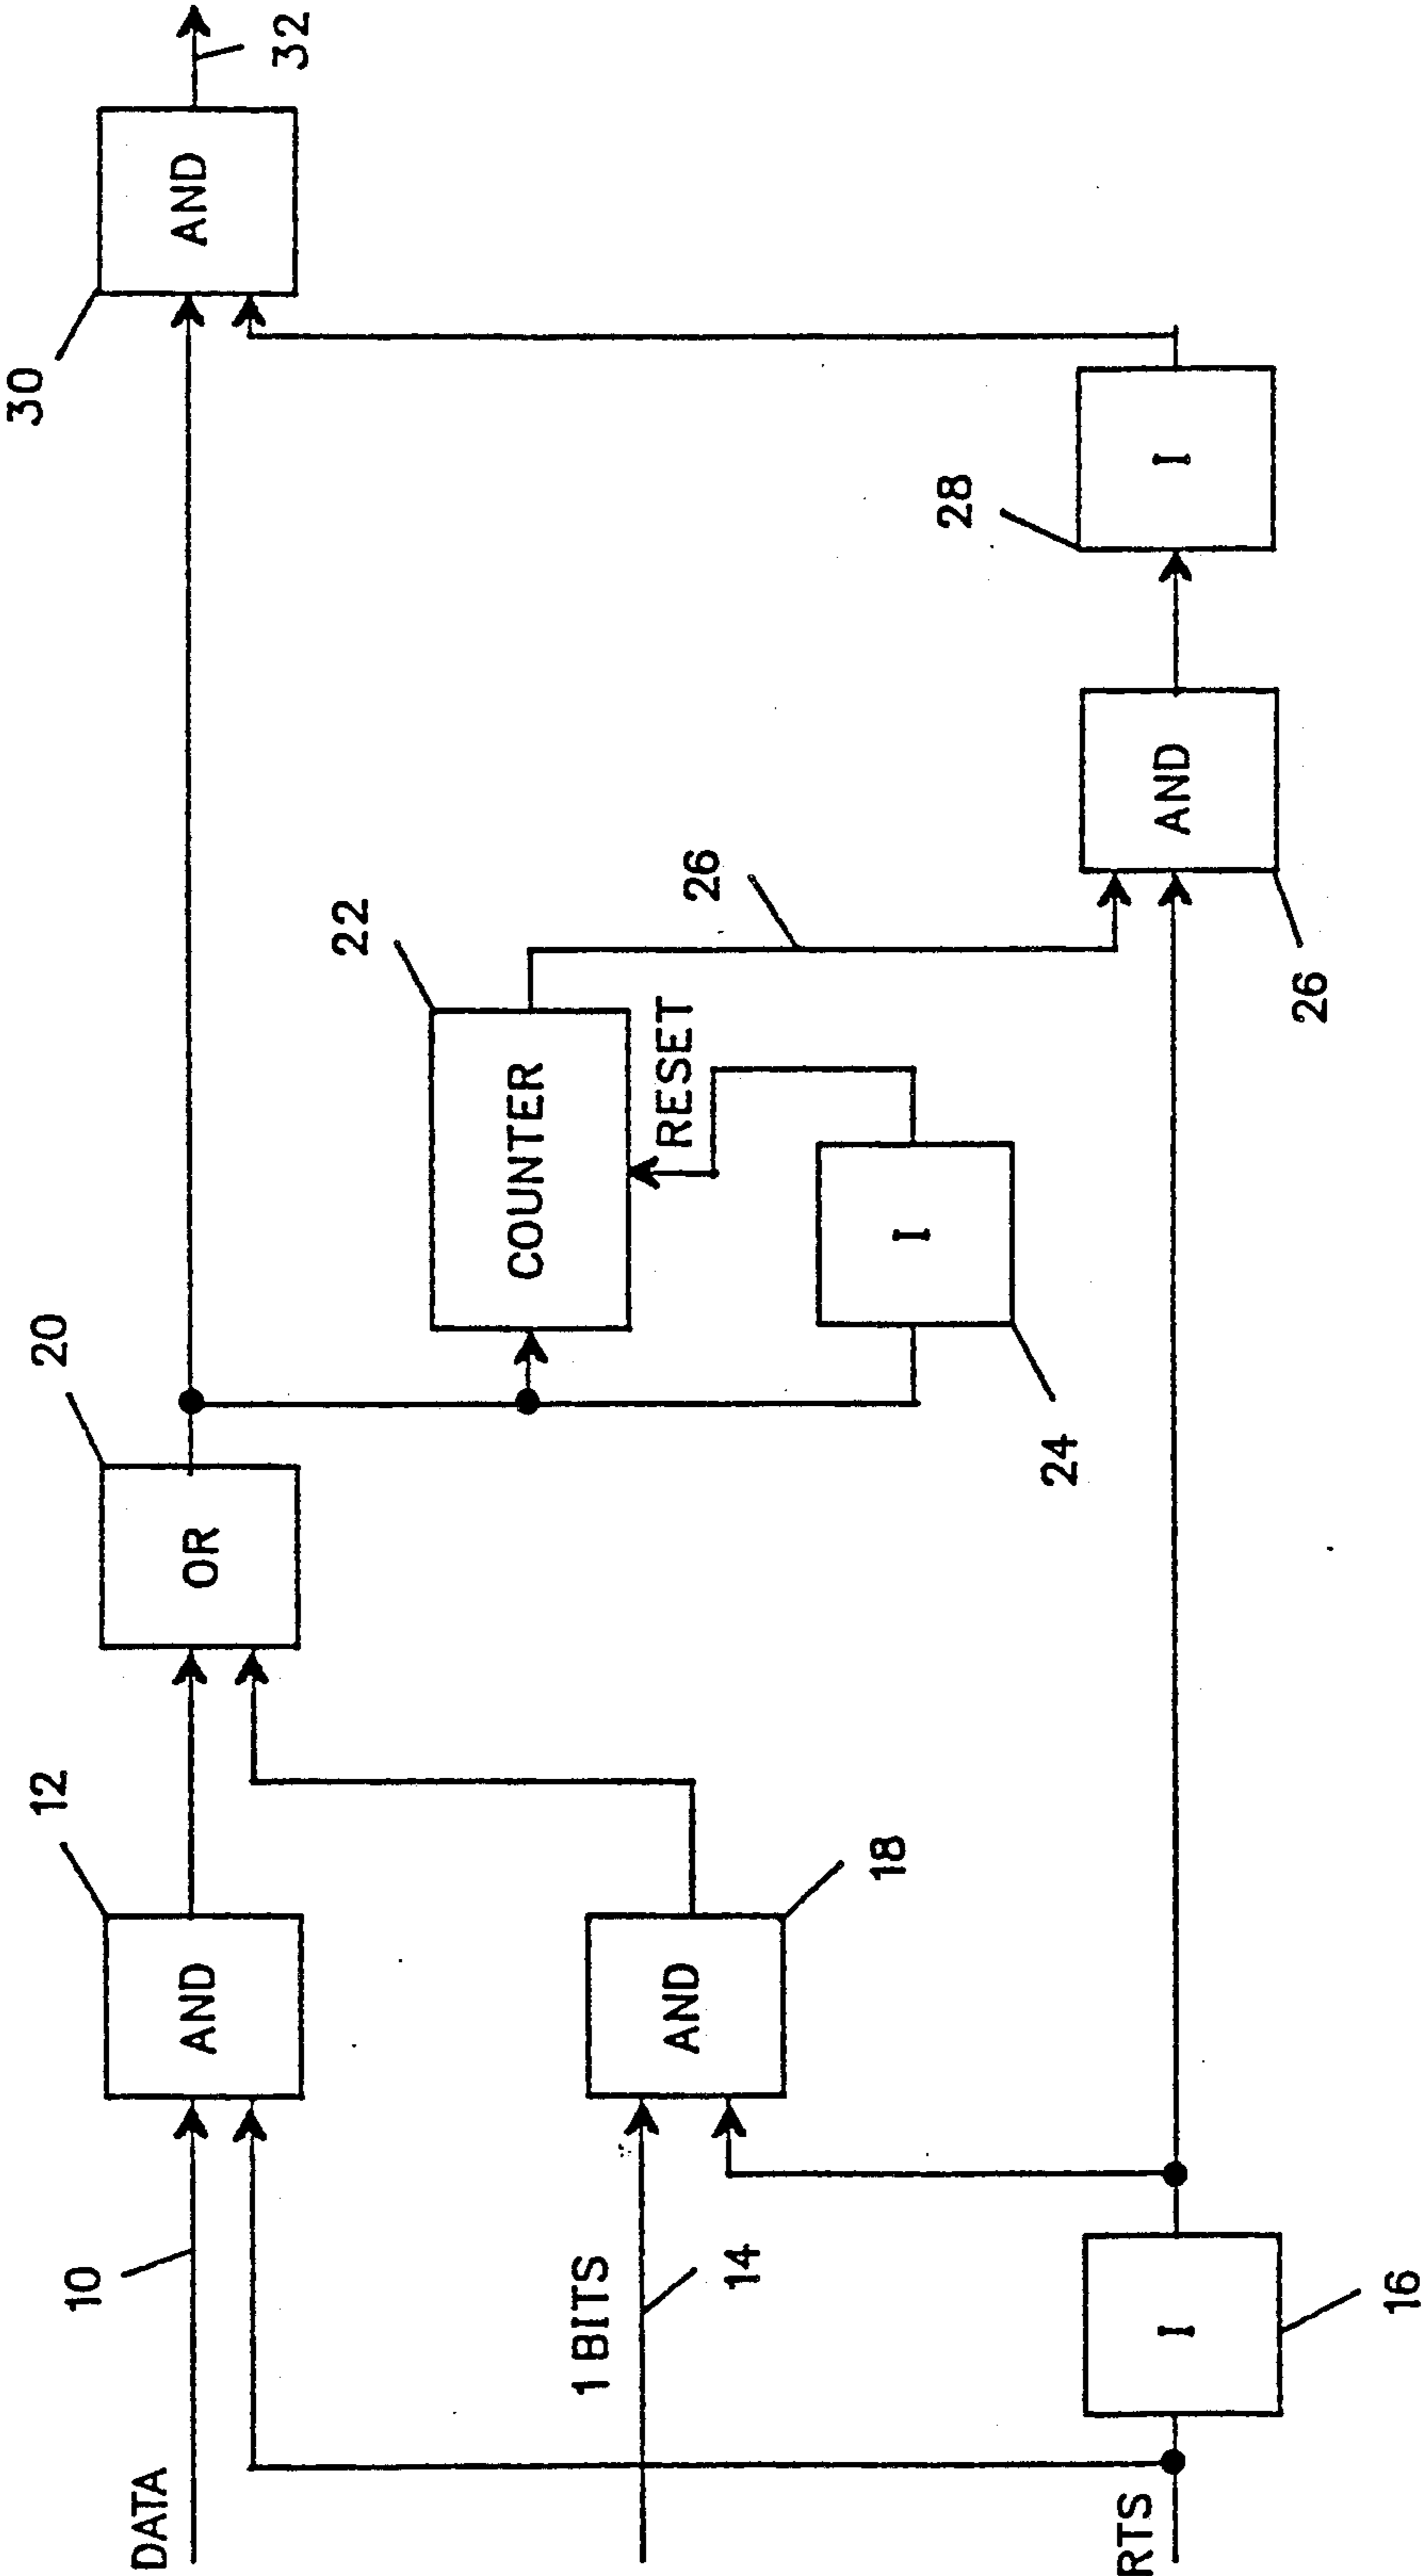 DATA
10
AND
12
OR
20
AND
30
32
1 BITS
14
AND
18
COUNTER
22
RESET
I
24
26
RTS
I
16
AND
26
I
28